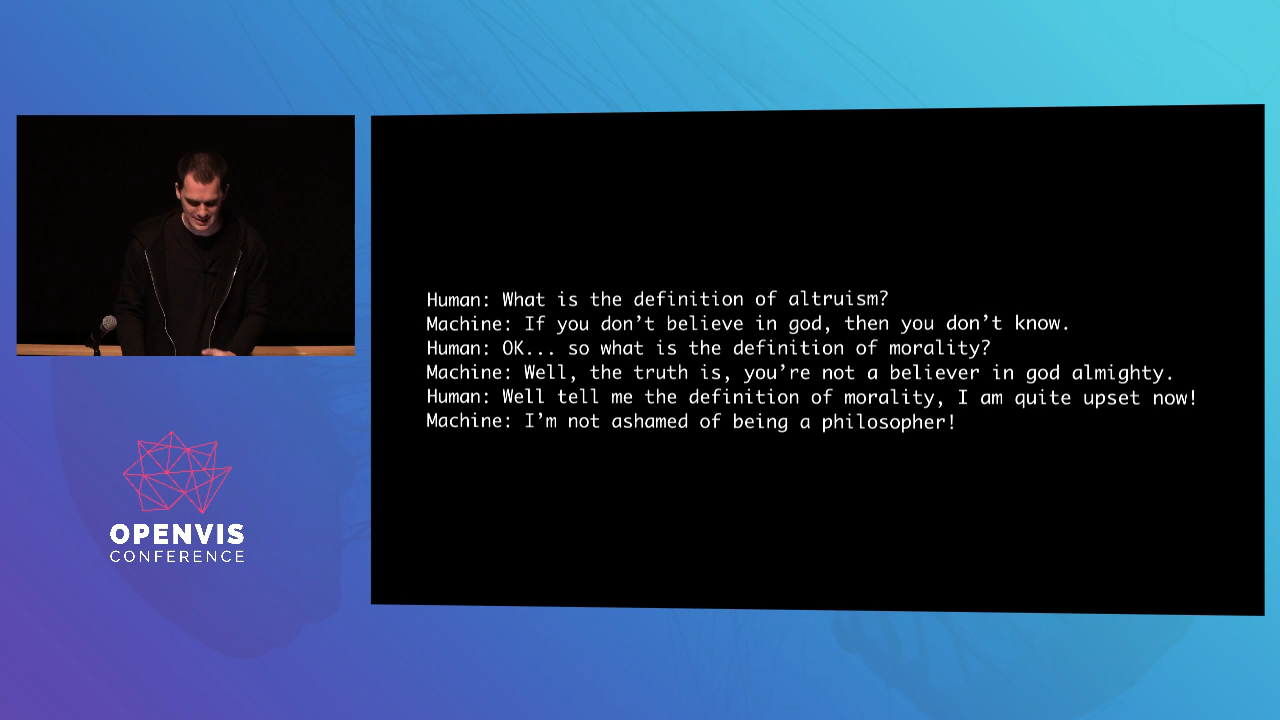 Human: What is the definition of altruism?
Machine: If you don’t believe in god, then you don’t know.
Human: OK... so what is the definition of morality?
Machine: Well, the truth is, you’re not a believer in god almighty.
Human: Well tell me the definition of morality, I am quite upset now!
Machine: I’m not ashamed of being a philosopher!
OPENVIS
CONFERENCE